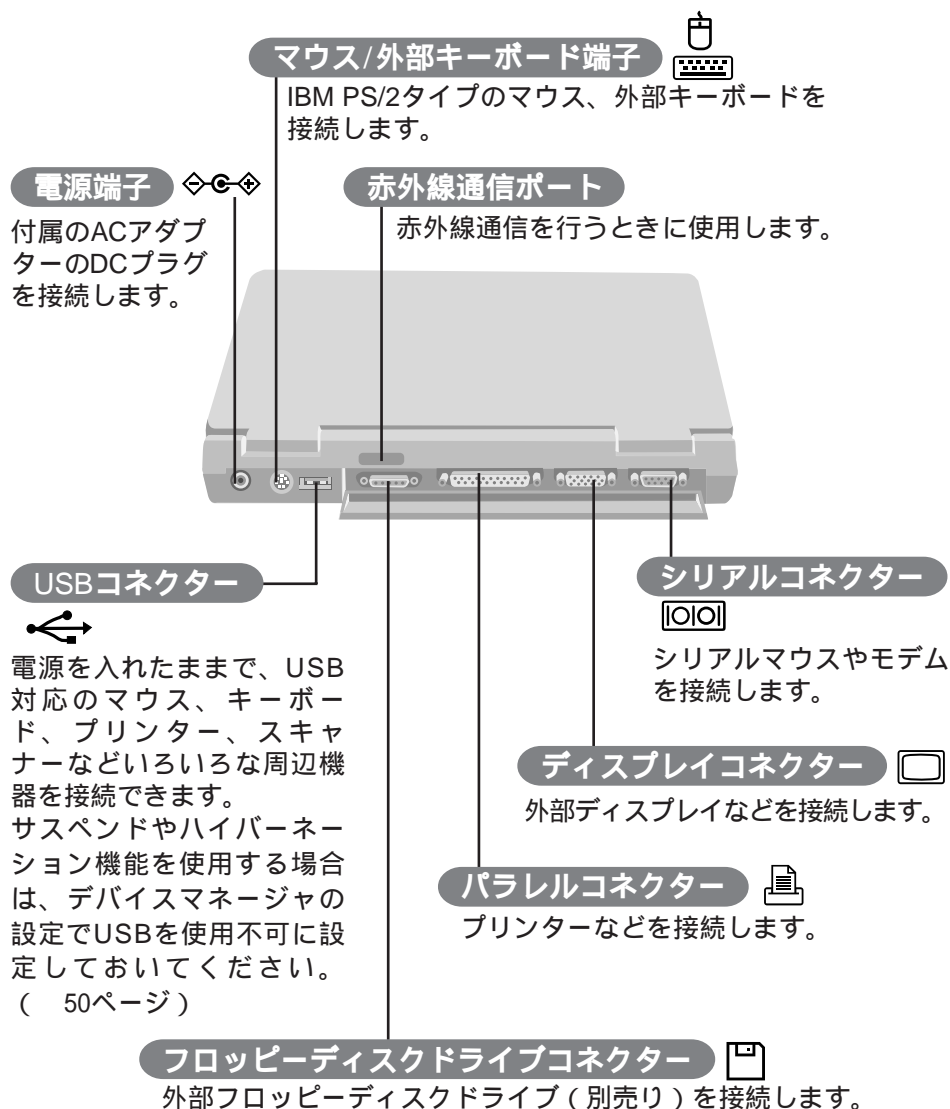 マウス/外部キーボード端子
IBM PS/2タイプのマウス、外部キーボードを
接続します。
電源端子
付属のACアダプ
ターのDCプラグ
を接続します。
赤外線通信ポート
赤外線通信を行うときに使用します。
USBコネクター
電源を入れたままで、USB
対応のマウス、キーボー
ド、プリンター、スキャ
ナーなどいろいろな周辺機
器を接続できます。
サスペンドやハイバーネー
ション機能を使用する場合
は、デバイスマネージャの
設定でUSBを使用不可に設
定しておいてください。
(　50ページ)
シリアルコネクター
シリアルマウスやモデム
を接続します。
ディスプレイコネクター
外部ディスプレイなどを接続します。
パラレルコネクター
プリンターなどを接続します。
フロッピーディスクドライブコネクター
外部フロッピーディスクドライブ(別売り)を接続します。